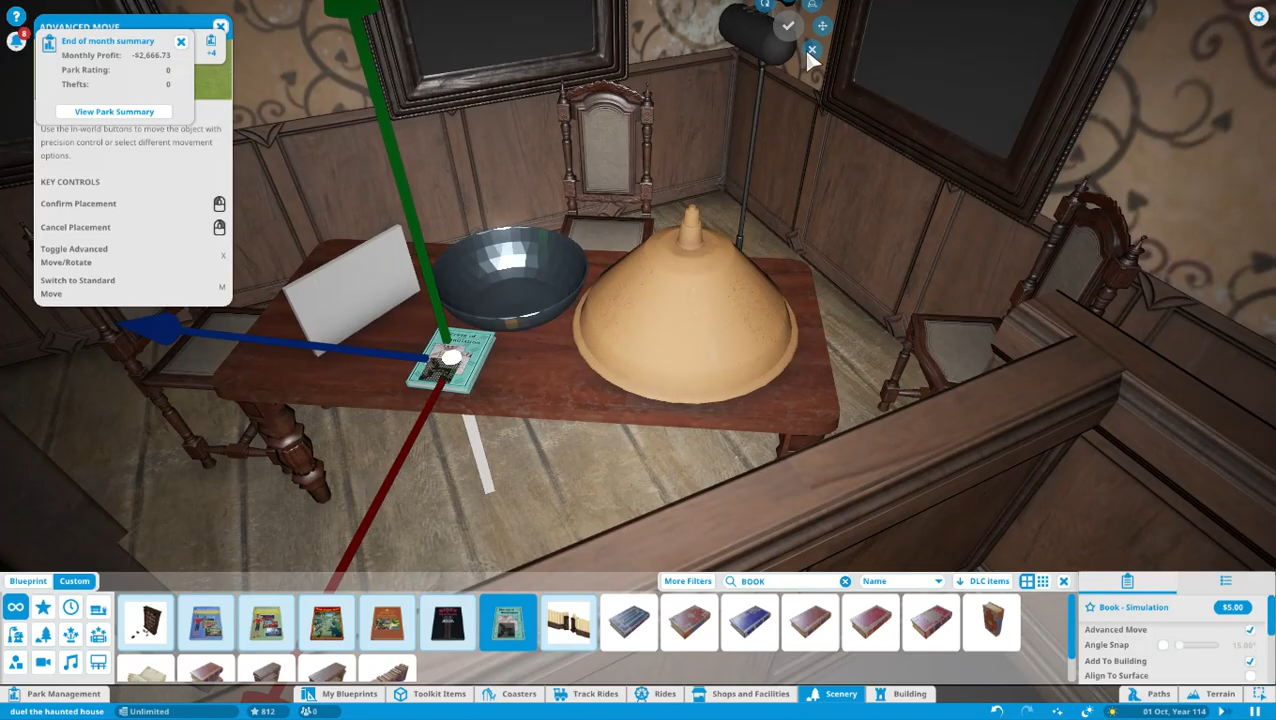 ADVANCED MOVE
8
End of month summary
Monthly Profit: -$2,666.73
Park Rating: 0
Thefts: 0
View Park Summary
+4
Use the in-world buttons to move the object with
precision control or select different movement
options.
KEY CONTROLS
Confirm Placement
Cancel Placement
Toggle Advanced
Move/Rotate X
Switch to Standard
Move M
Blueprint Custom
More Filters BOOK Name DLC items
Book - Simulation $5.00
Advanced Move
Angle Snap 15.00°
Add To Building
Align To Surface
Park Management My Blueprints Toolkit Items Coasters Track Rides Rides Shops and Facilities Scenery Building Paths Terrain
duel the haunted house Unlimited 812 0 01 Oct, Year 114